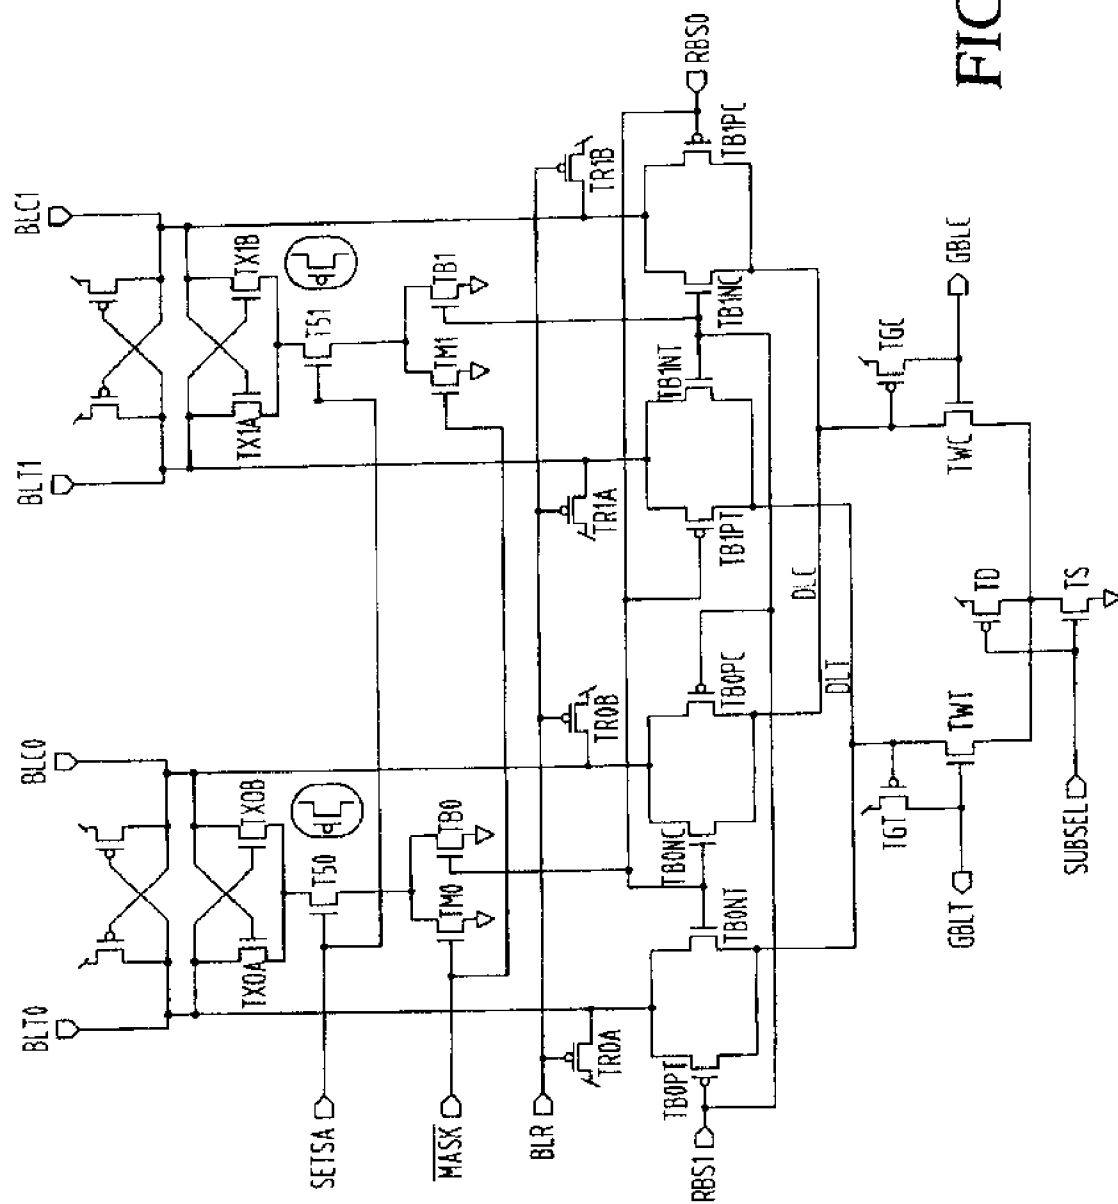 BLT0
BLC0
BLT1
BLC1
TX0A
TX0B
TX1A
TX1B
TS0
TS1
SETSA
TM0
TB0
TM1
TB1
MASK
BLR
TR0A
TR0B
TR1A
TR1B
TB0PT
TB0NT
TB0NC
TB0PC
TB1PT
TB1NT
TB1NC
TB1PC
RBS1
RBS0
DLC
DLT
TGT
TWT
TD
TWC
TGC
GBLT
GBLC
SUBSEL
TS
FIG